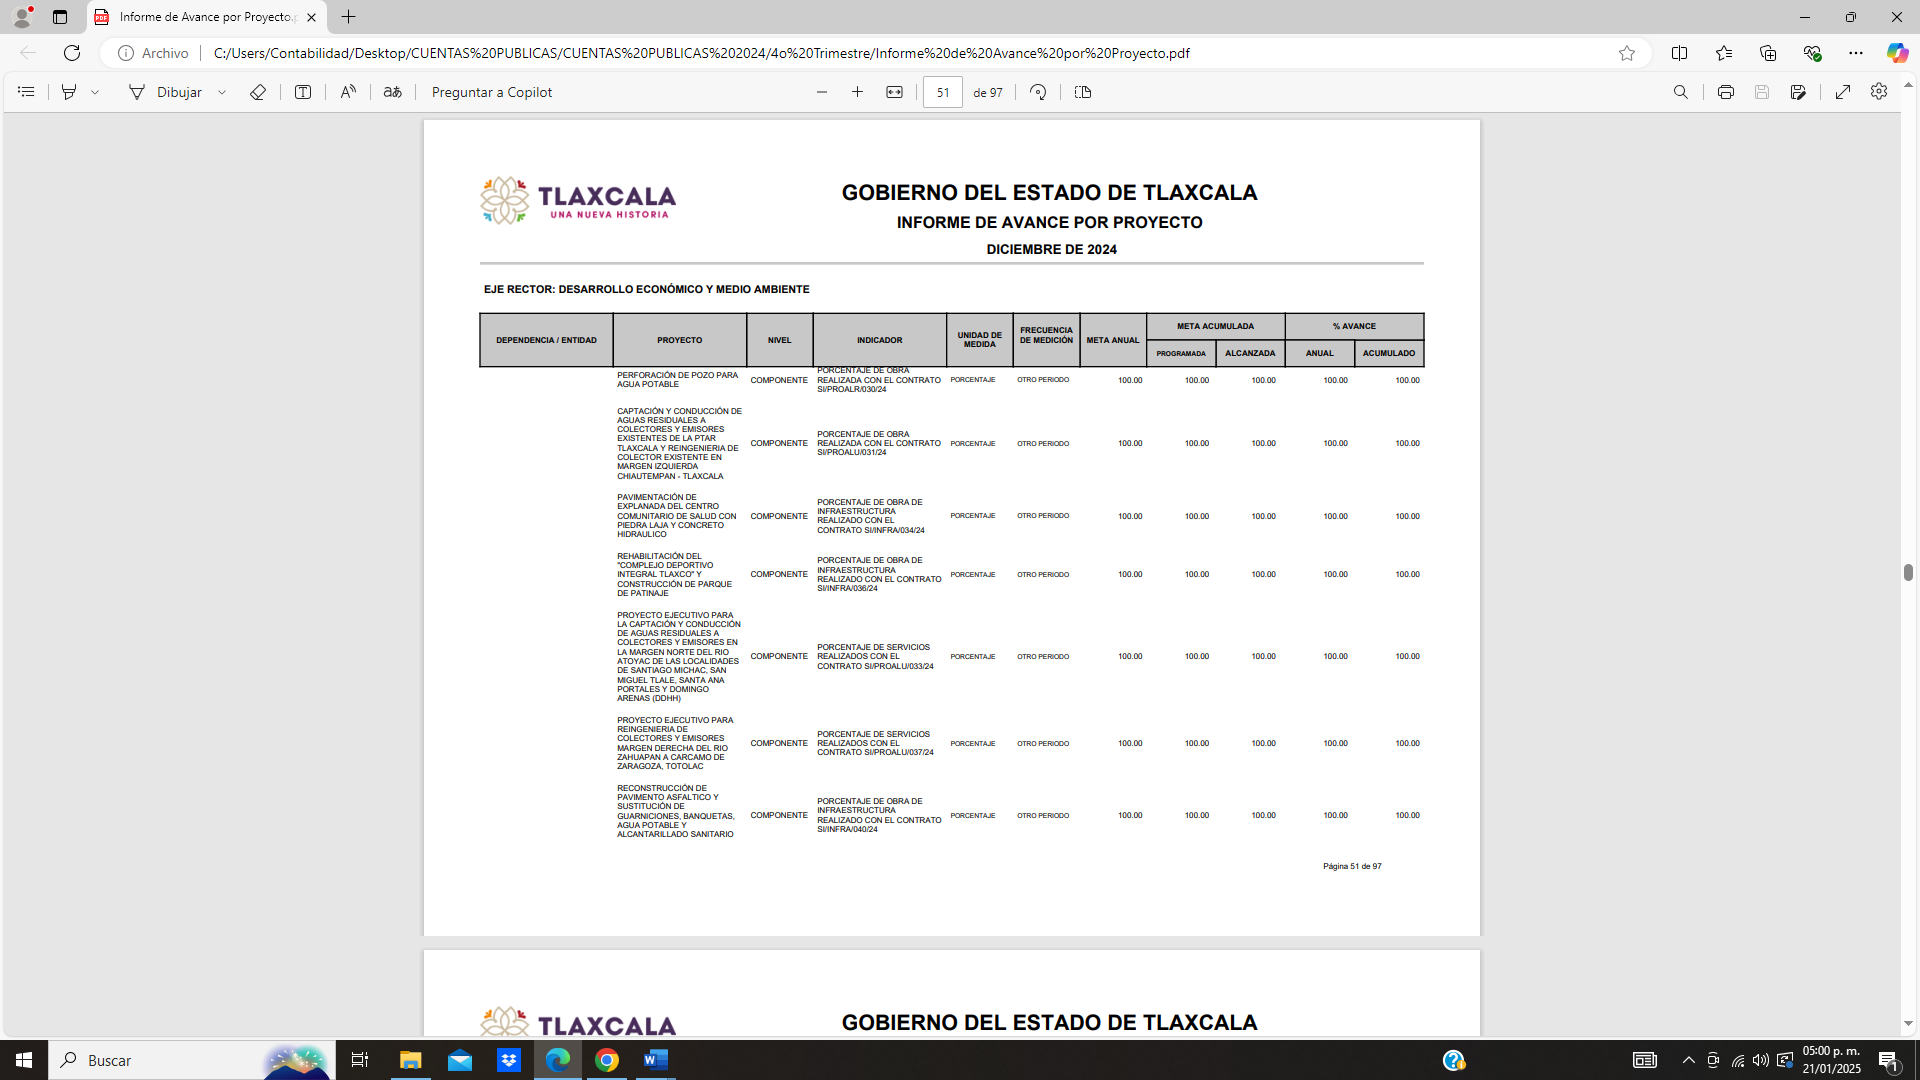 Informe de Avance por Proyecto.p
Archivo
C:/Users/Contabilidad/Desktop/CUENTAS%20PUBLICAS/CUENTAS%20PUBLICAS%202024/4o%20Trimestre/Informe%20de%20Avance%20por%20Proyecto.pdf
Dibujar
Preguntar a Copilot
51 de 97
TLAXCALA
UNA NUEVA HISTORIA
GOBIERNO DEL ESTADO DE TLAXCALA
INFORME DE AVANCE POR PROYECTO
DICIEMBRE DE 2024
EJE RECTOR: DESARROLLO ECONÓMICO Y MEDIO AMBIENTE
DEPENDENCIA / ENTIDAD
PROYECTO
NIVEL
INDICADOR
UNIDAD DE
MEDIDA
FRECUENCIA
DE MEDICIÓN
META ANUAL
META ACUMULADA
PROGRAMADA
ALCANZADA
% AVANCE
ANUAL
ACUMULADO
PERFORACIÓN DE POZO PARA
AGUA POTABLE
COMPONENTE
PORCENTAJE DE OBRA
REALIZADA CON EL CONTRATO
SI/PROALR/030/24
PORCENTAJE
OTRO PERIODO
100.00 100.00 100.00 100.00 100.00
CAPTACIÓN Y CONDUCCIÓN DE
AGUAS RESIDUALES A
COLECTORES Y EMISORES
EXISTENTES DE LA PTAR
TLAXCALA Y REINGENIERIA DE
COLECTOR EXISTENTE EN
MARGEN IZQUIERDA
CHIAUTEMPAN - TLAXCALA
COMPONENTE
PORCENTAJE DE OBRA
REALIZADA CON EL CONTRATO
SI/PROALU/031/24
PORCENTAJE
OTRO PERIODO
100.00 100.00 100.00 100.00 100.00
PAVIMENTACIÓN DE
EXPLANADA DEL CENTRO
COMUNITARIO DE SALUD CON
PIEDRA LAJA Y CONCRETO
HIDRAULICO
COMPONENTE
PORCENTAJE DE OBRA DE
INFRAESTRUCTURA
REALIZADO CON EL
CONTRATO SI/INFRA/034/24
PORCENTAJE
OTRO PERIODO
100.00 100.00 100.00 100.00 100.00
REHABILITACIÓN DEL
"COMPLEJO DEPORTIVO
INTEGRAL TLAXCO" Y
CONSTRUCCIÓN DE PARQUE
DE PATINAJE
COMPONENTE
PORCENTAJE DE OBRA DE
INFRAESTRUCTURA
REALIZADO CON EL CONTRATO
SI/INFRA/036/24
PORCENTAJE
OTRO PERIODO
100.00 100.00 100.00 100.00 100.00
PROYECTO EJECUTIVO PARA
LA CAPTACIÓN Y CONDUCCIÓN
DE AGUAS RESIDUALES A
COLECTORES Y EMISORES EN
LA MARGEN NORTE DEL RIO
ATOYAC DE LAS LOCALIDADES
DE SANTIAGO MICHAC, SAN
MIGUEL TLALE, SANTA ANA
PORTALES Y DOMINGO
ARENAS (DDHH)
COMPONENTE
PORCENTAJE DE SERVICIOS
REALIZADOS CON EL
CONTRATO SI/PROALU/033/24
PORCENTAJE
OTRO PERIODO
100.00 100.00 100.00 100.00 100.00
PROYECTO EJECUTIVO PARA
REINGENIERIA DE
COLECTORES Y EMISORES
MARGEN DERECHA DEL RIO
ZAHUAPAN A CARCAMO DE
ZARAGOZA, TOTOLAC
COMPONENTE
PORCENTAJE DE SERVICIOS
REALIZADOS CON EL
CONTRATO SI/PROALU/037/24
PORCENTAJE
OTRO PERIODO
100.00 100.00 100.00 100.00 100.00
RECONSTRUCCIÓN DE
PAVIMENTO ASFALTICO Y
SUSTITUCIÓN DE
GUARNICIONES, BANQUETAS,
AGUA POTABLE Y
ALCANTARILLADO SANITARIO
COMPONENTE
PORCENTAJE DE OBRA DE
INFRAESTRUCTURA
REALIZADO CON EL CONTRATO
SI/INFRA/040/24
PORCENTAJE
OTRO PERIODO
100.00 100.00 100.00 100.00 100.00
Página 51 de 97
TLAXCALA
GOBIERNO DEL ESTADO DE TLAXCALA
Buscar
05:00 p. m.
21/01/2025